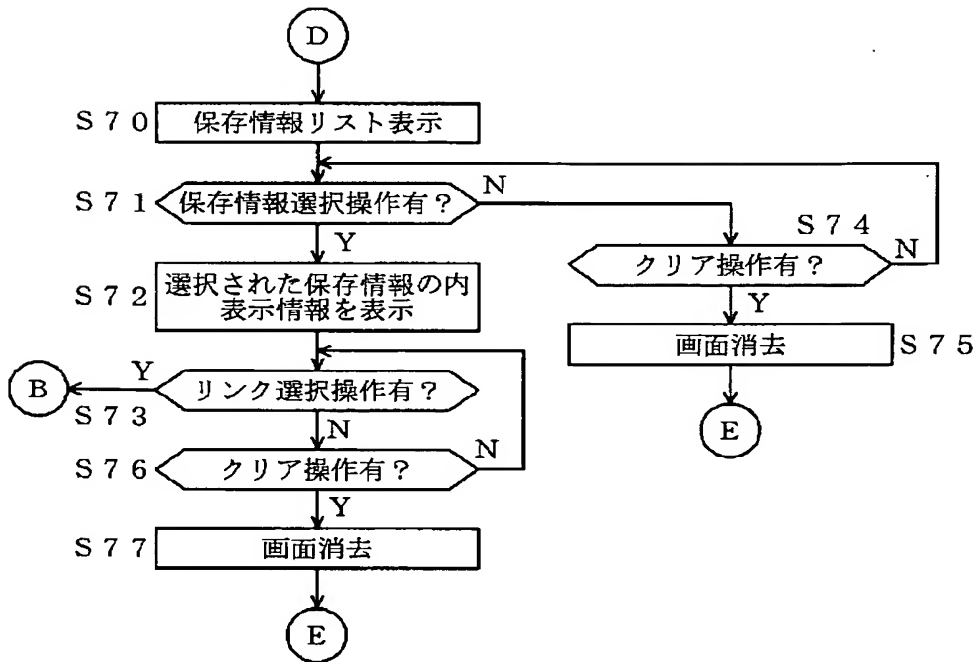 D
S70 保存情報リスト表示
S71 保存情報選択操作有? N
Y
S74 クリア操作有? N
Y
S75 画面消去
E
S72 選択された保存情報の内
表示情報を表示
B Y S73 リンク選択操作有?
N
S76 クリア操作有? N
Y
S77 画面消去
E